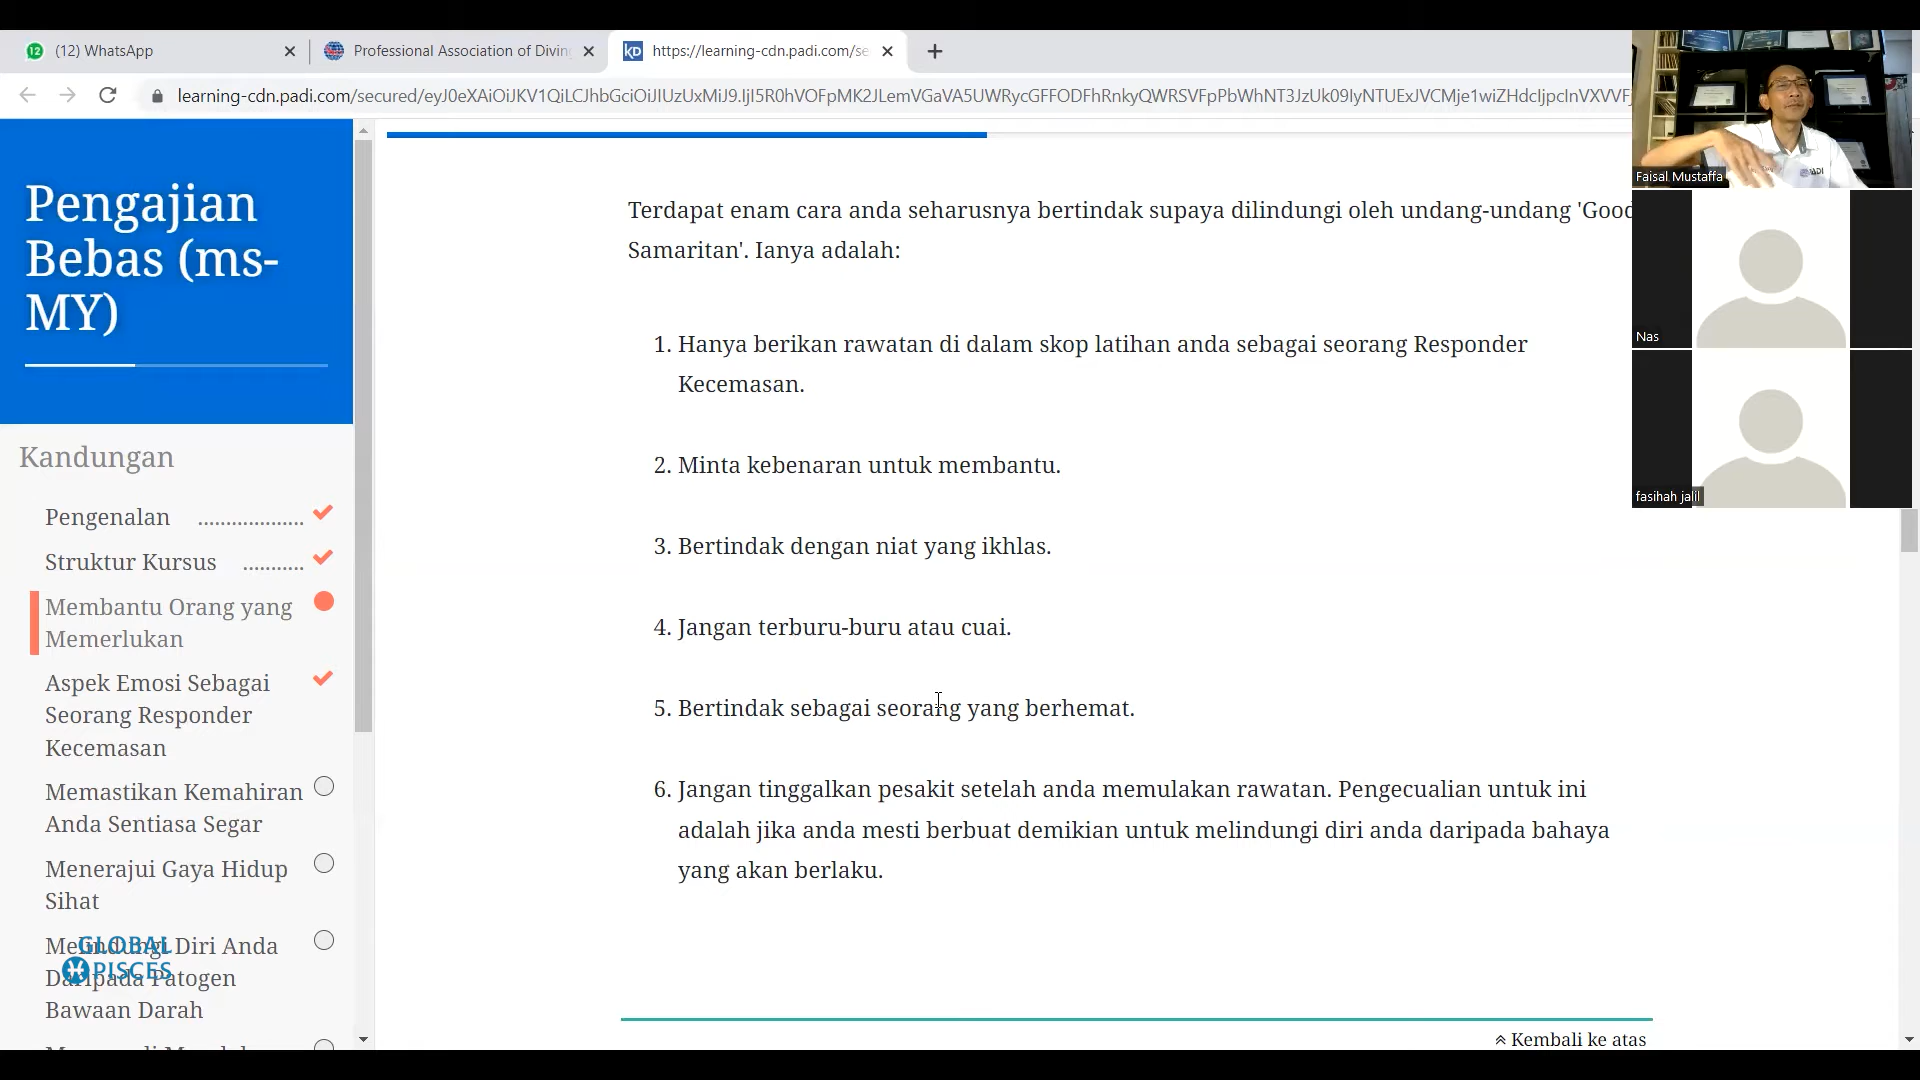 (12) WhatsApp
Professional Association of Divin
https://learning-cdn.padi.com/se
learning-cdn.padi.com/secured/
Pengajian
Bebas (ms-
MY)
Kandungan
Pengenalan ...................
Struktur Kursus ...........
Membantu Orang yang
Memerlukan
Aspek Emosi Sebagai
Seorang Responder
Kecemasan
Memastikan Kemahiran
Anda Sentiasa Segar
Menerajui Gaya Hidup
Sihat
Melindungi Diri Anda
Daripada Patogen
Bawaan Darah
GLOBAL
PISCES
Terdapat enam cara anda seharusnya bertindak supaya dilindungi oleh undang-undang 'Good
Samaritan'. Ianya adalah:
1. Hanya berikan rawatan di dalam skop latihan anda sebagai seorang Responder
Kecemasan.
2. Minta kebenaran untuk membantu.
3. Bertindak dengan niat yang ikhlas.
4. Jangan terburu-buru atau cuai.
5. Bertindak sebagai seorang yang berhemat.
6. Jangan tinggalkan pesakit setelah anda memulakan rawatan. Pengecualian untuk ini
adalah jika anda mesti berbuat demikian untuk melindungi diri anda daripada bahaya
yang akan berlaku.
Kembali ke atas
Faisal Mustaffa
Nas
fasihah jalil